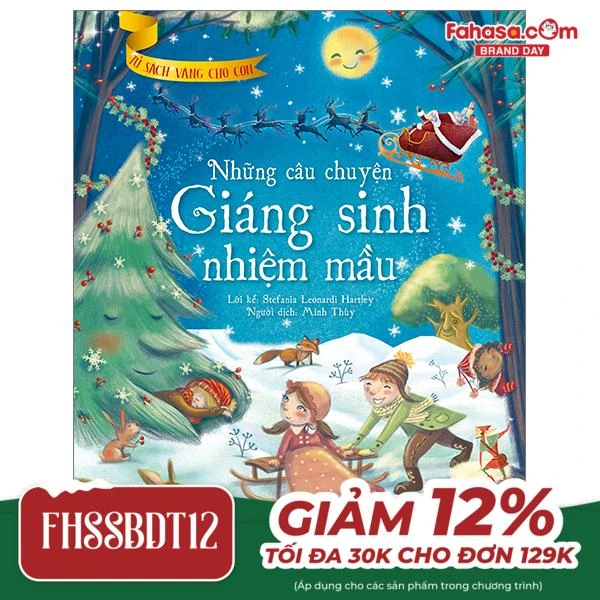 Fahasa.com
BRAND DAY
TỦ SÁCH VÀNG CHO CON
Những câu chuyện
Giáng sinh
nhiệm mầu
Lời kể: Stefania Leonardi Hartley
Người dịch: Minh Thùy
FHSSBDT12
GIẢM 12%
TỐI ĐA 30K CHO ĐƠN 129K
(Áp dụng cho các sản phẩm trong chương trình)